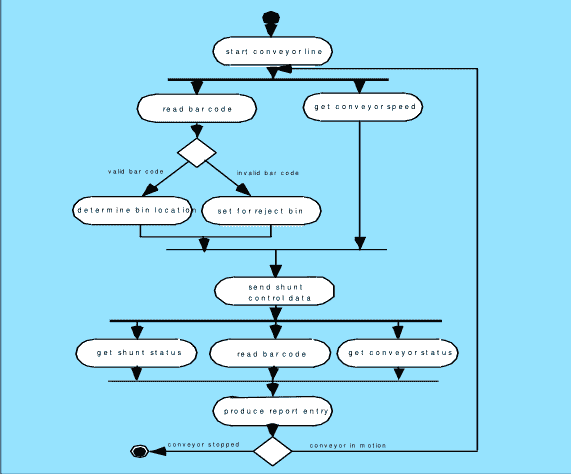 start conveyor line
read bar code
get conveyor speed
valid bar code
invalid bar code
determine bin location
set for reject bin
send shunt
control data
get shunt status
read bar code
get conveyor status
produce report entry
conveyor stopped
conveyor in motion